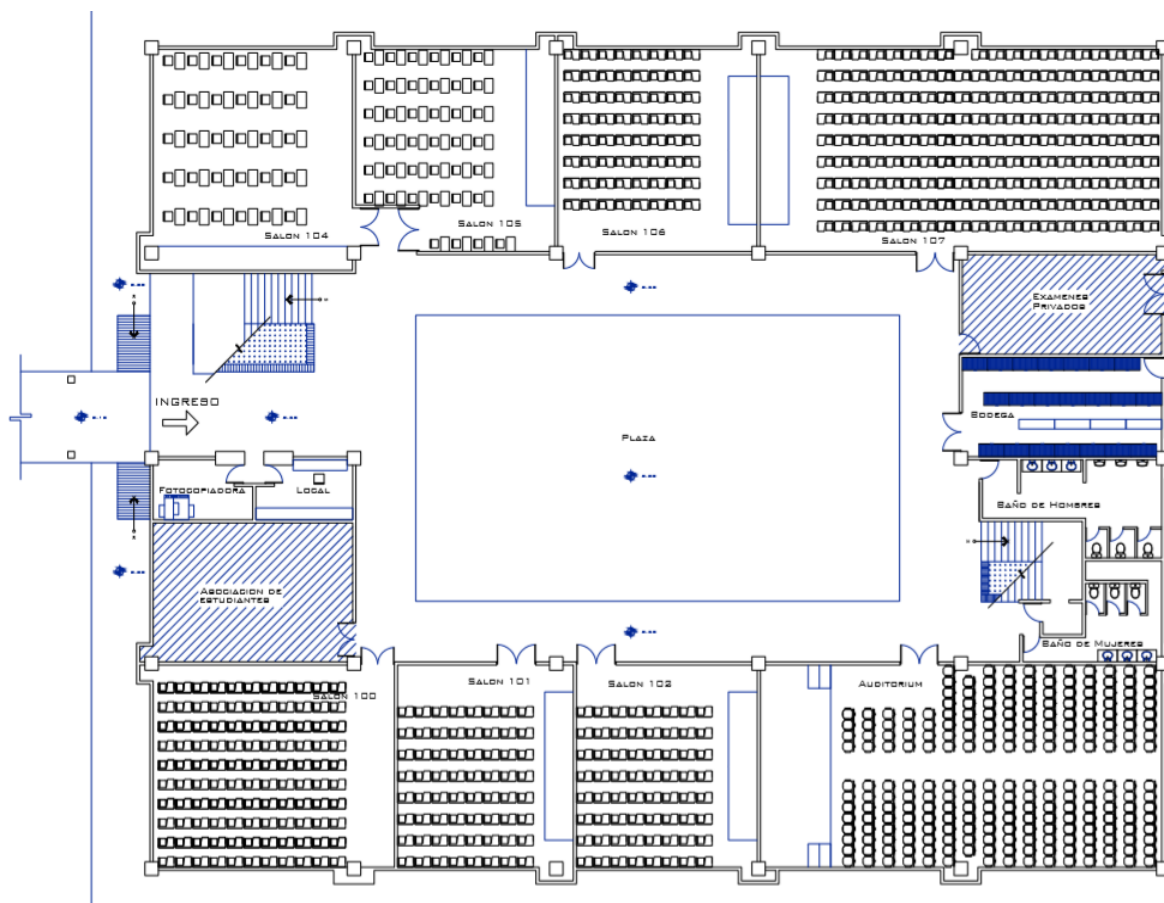 SALON 104
SALON 105
SALON 106
SALON 107
EXAMENES
PRIVADOS
INGRESO
PLAZA
BODEGA
FOTOCOPIADORA
LOCAL
BAÑO DE HOMBRES
ASOCIACION DE
ESTUDIANTES
BAÑO DE MUJERES
SALON 100
SALON 101
SALON 102
AUDITORIUM